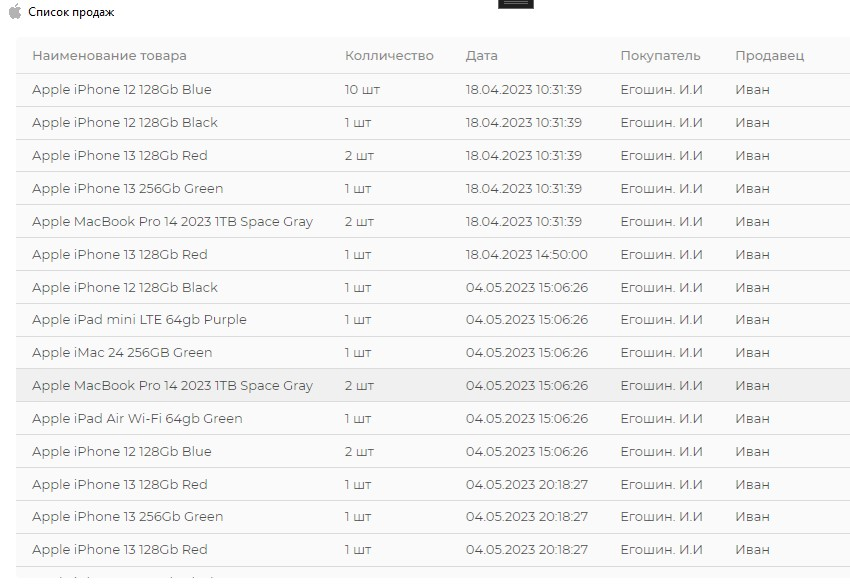 Список продаж
Наименование товара Колличество Дата Покупатель Продавец
Apple iPhone 12 128Gb Blue 10 шт 18.04.2023 10:31:39 Егошин. И.И Иван
Apple iPhone 12 128Gb Black 1 шт 18.04.2023 10:31:39 Егошин. И.И Иван
Apple iPhone 13 128Gb Red 2 шт 18.04.2023 10:31:39 Егошин. И.И Иван
Apple iPhone 13 256Gb Green 1 шт 18.04.2023 10:31:39 Егошин. И.И Иван
Apple MacBook Pro 14 2023 1TB Space Gray 2 шт 18.04.2023 10:31:39 Егошин. И.И Иван
Apple iPhone 13 128Gb Red 1 шт 18.04.2023 14:50:00 Егошин. И.И Иван
Apple iPhone 12 128Gb Black 1 шт 04.05.2023 15:06:26 Егошин. И.И Иван
Apple iPad mini LTE 64gb Purple 1 шт 04.05.2023 15:06:26 Егошин. И.И Иван
Apple iMac 24 256GB Green 1 шт 04.05.2023 15:06:26 Егошин. И.И Иван
Apple MacBook Pro 14 2023 1TB Space Gray 2 шт 04.05.2023 15:06:26 Егошин. И.И Иван
Apple iPad Air Wi-Fi 64gb Green 1 шт 04.05.2023 15:06:26 Егошин. И.И Иван
Apple iPhone 12 128Gb Blue 2 шт 04.05.2023 15:06:26 Егошин. И.И Иван
Apple iPhone 13 128Gb Red 1 шт 04.05.2023 20:18:27 Егошин. И.И Иван
Apple iPhone 13 256Gb Green 1 шт 04.05.2023 20:18:27 Егошин. И.И Иван
Apple iPhone 13 128Gb Red 1 шт 04.05.2023 20:18:27 Егошин. И.И Иван